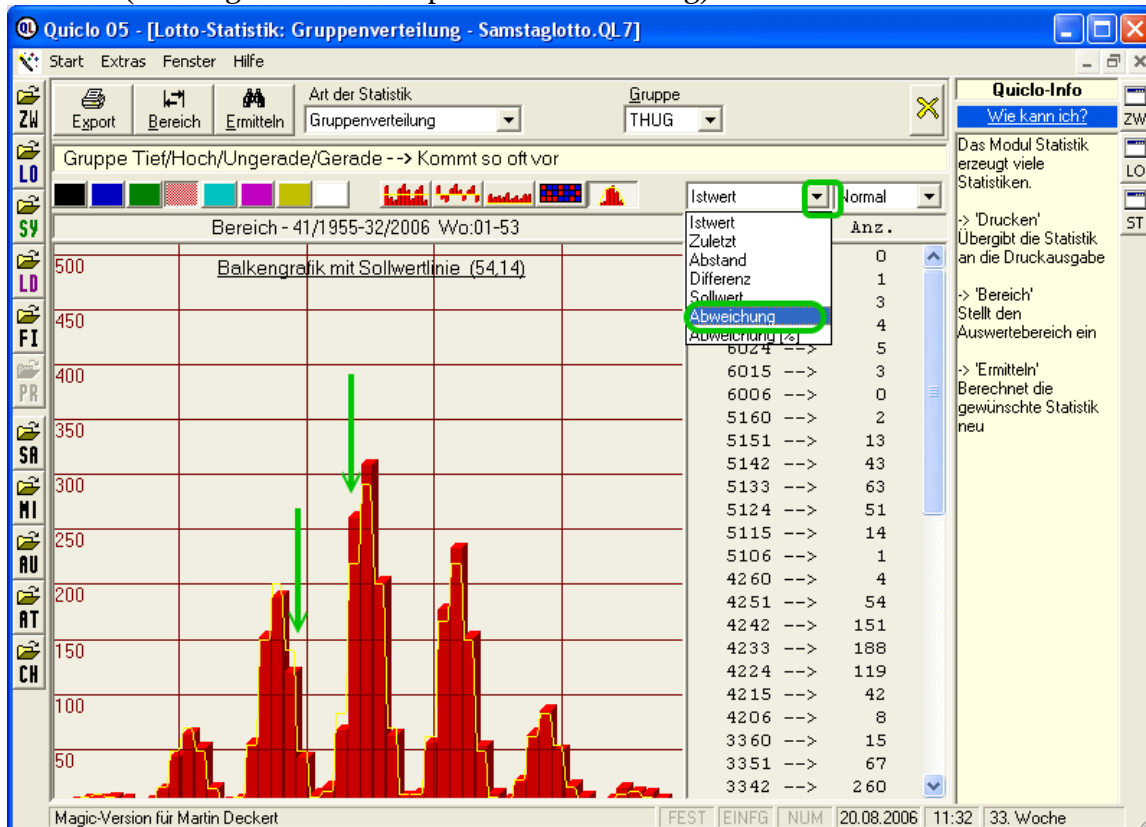 Quiclo 05 - [Lotto-Statistik: Gruppenverteilung - Samstaglotto.QL7]
Start Extras Fenster Hilfe
Export Bereich Ermitteln
Art der Statistik
Gruppenverteilung
Gruppe
THUG
Gruppe Tief/Hoch/Ungerade/Gerade --> Kommt so oft vor
Istwert
Normal
Istwert
Zuletzt
Abstand
Differenz
Sollwert
Abweichung
Abweichung [%]
Bereich - 41/1955-32/2006 Wo:01-53
Balkengrafik mit Sollwertlinie (54,14)
500
450
400
350
300
250
200
150
100
50
Anz.
0
1
3
4
6024 --> 5
6015 --> 3
6006 --> 0
5160 --> 2
5151 --> 13
5142 --> 43
5133 --> 63
5124 --> 51
5115 --> 14
5106 --> 1
4260 --> 4
4251 --> 54
4242 --> 151
4233 --> 188
4224 --> 119
4215 --> 42
4206 --> 8
3360 --> 15
3351 --> 67
3342 --> 260
Quiclo-Info
Wie kann ich?
Das Modul Statistik
erzeugt viele
Statistiken.
-> 'Drucken'
Übergibt die Statistik
an die Druckausgabe
-> 'Bereich'
Stellt den
Auswertebereich ein
-> 'Ermitteln'
Berechnet die
gewünschte Statistik
neu
ZW
LO
SY
LD
FI
PR
SA
MI
AU
AT
CH
ZW
LO
ST
Magic-Version für Martin Deckert
FEST EINFG NUM 20.08.2006 11:32 33. Woche